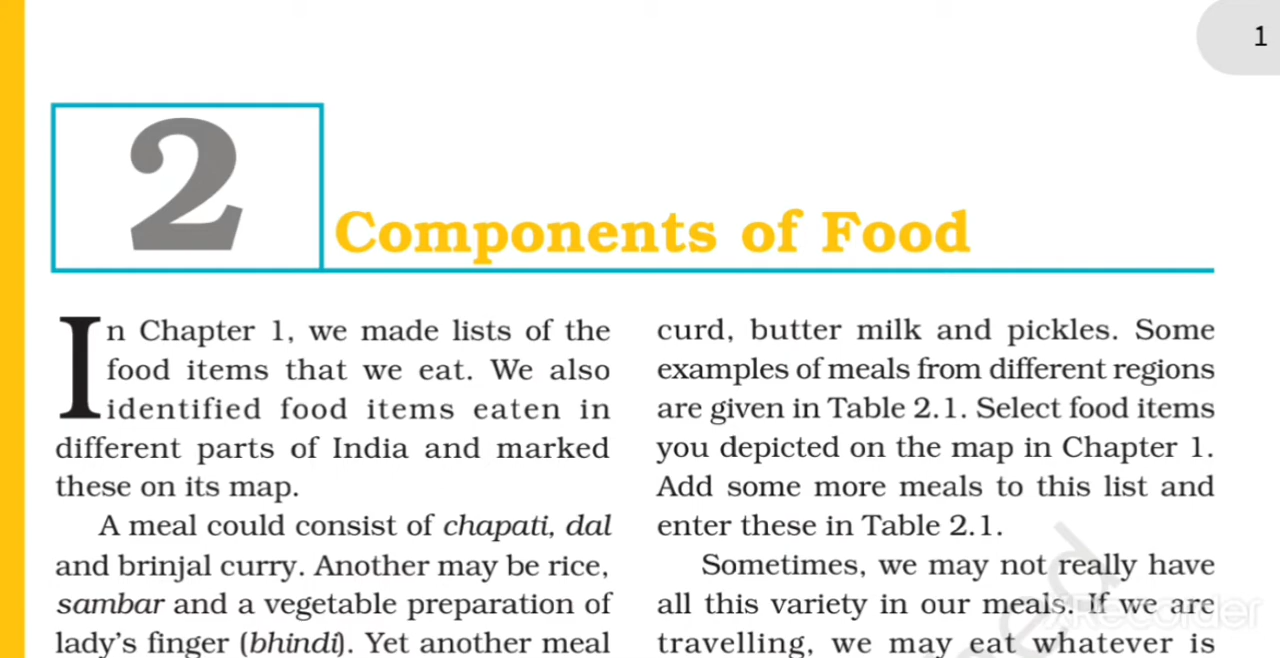 1
2
Components of Food
In Chapter 1, we made lists of the
food items that we eat. We also
identified food items eaten in
different parts of India and marked
these on its map.
A meal could consist of chapati, dal
and brinjal curry. Another may be rice,
sambar and a vegetable preparation of
lady's finger (bhindi). Yet another meal
curd, butter milk and pickles. Some
examples of meals from different regions
are given in Table 2.1. Select food items
you depicted on the map in Chapter 1.
Add some more meals to this list and
enter these in Table 2.1.
Sometimes, we may not really have
all this variety in our meals. If we are
travelling, we may eat whatever is
XRecorder